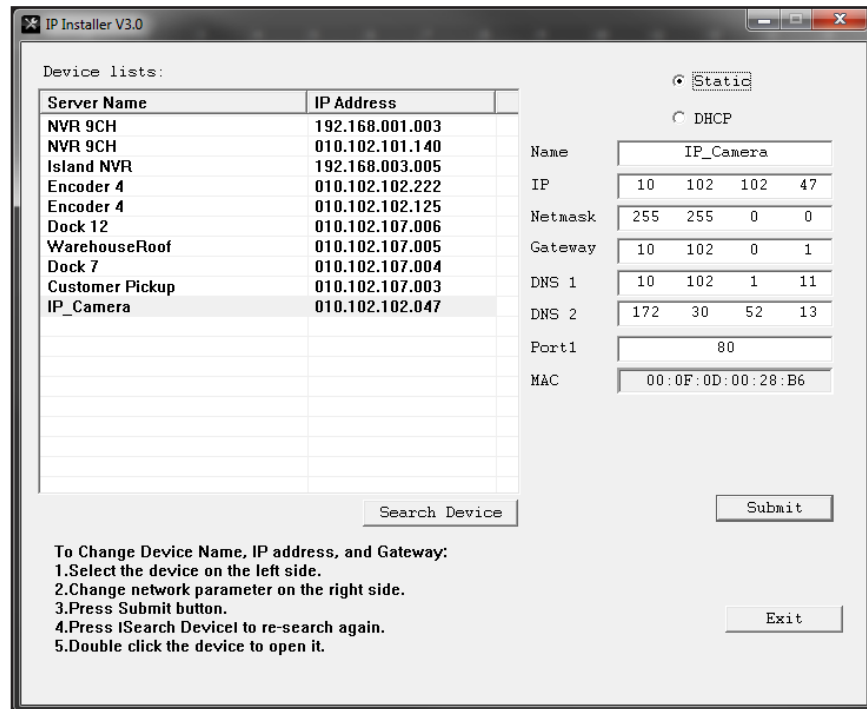 IP Installer V3.0
Device lists:
Server Name IP Address
NVR 9CH 192.168.001.003
NVR 9CH 010.102.101.140
Island NVR 192.168.003.005
Encoder 4 010.102.102.222
Encoder 4 010.102.102.125
Dock 12 010.102.107.006
WarehouseRoof 010.102.107.005
Dock 7 010.102.107.004
Customer Pickup 010.102.107.003
IP_Camera 010.102.102.047
Search Device
To Change Device Name, IP address, and Gateway:
1.Select the device on the left side.
2.Change network parameter on the right side.
3.Press Submit button.
4.Press |Search Device| to re-search again.
5.Double click the device to open it.
Static
DHCP
Name IP_Camera
IP 10 102 102 47
Netmask 255 255 0 0
Gateway 10 102 0 1
DNS 1 10 102 1 11
DNS 2 172 30 52 13
Port1 80
MAC 00:0F:0D:00:28:B6
Submit
Exit